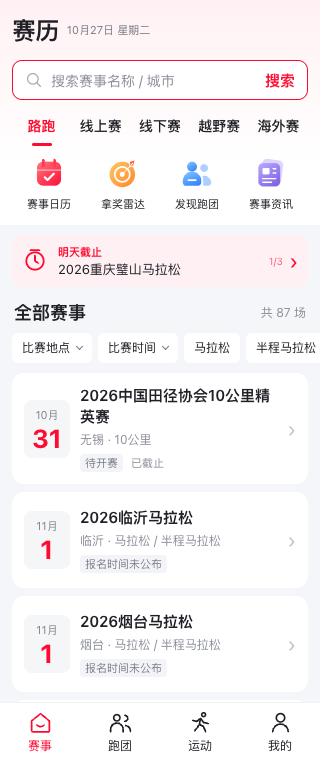 赛历 10月27日 星期二
搜索赛事名称 / 城市 搜索
路跑 线上赛 线下赛 越野赛 海外赛
赛事日历 拿奖雷达 发现跑团 赛事资讯
明天截止
2026重庆璧山马拉松
1/3
全部赛事 共 87 场
比赛地点 比赛时间 马拉松 半程马拉松
10月
31
2026中国田径协会10公里精
英赛
无锡 · 10公里
待开赛 已截止
11月
1
2026临沂马拉松
临沂 · 马拉松 / 半程马拉松
报名时间未公布
11月
1
2026烟台马拉松
烟台 · 马拉松 / 半程马拉松
报名时间未公布
赛事 跑团 运动 我的